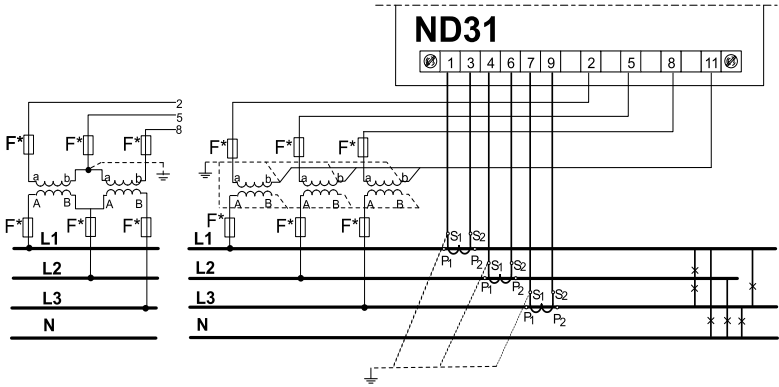 ND31
1 3 4 6 7 9 2 5 8 11
2
5
8
F* F* F* F* F* F*
a b a b a b a b a b
A B A B A B A B A B
F* F* F* F* F* F*
L1 L1 S1 S2
P1 P2
L2 L2 S1 S2
P1 P2
L3 L3 S1 S2
P1 P2
N N